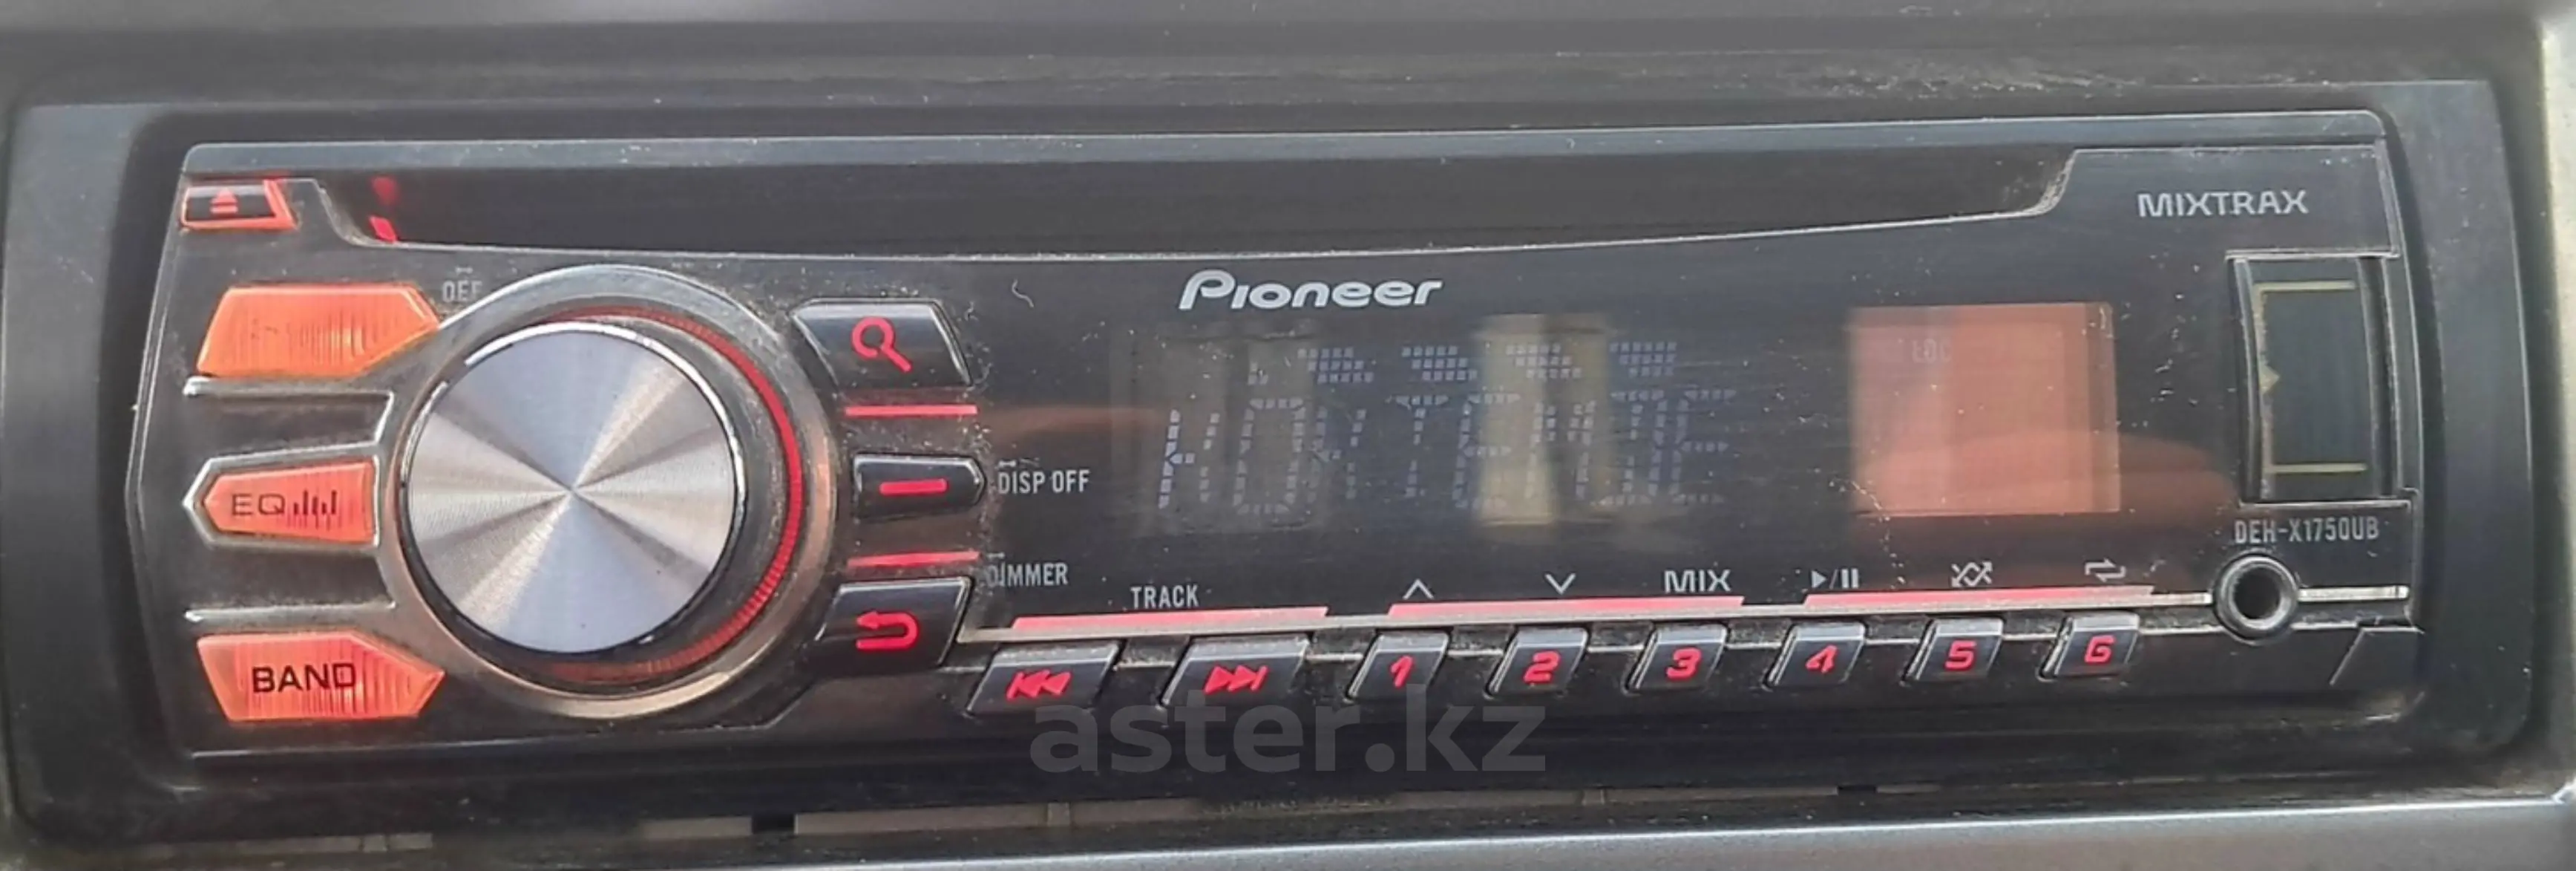 MIXTRAX
Pioneer
OFF
DISP OFF
EQ
LOC
DEH-X1750UB
DIMMER
TRACK
MIX
BAND
1 2 3 4 5 6
aster.kz